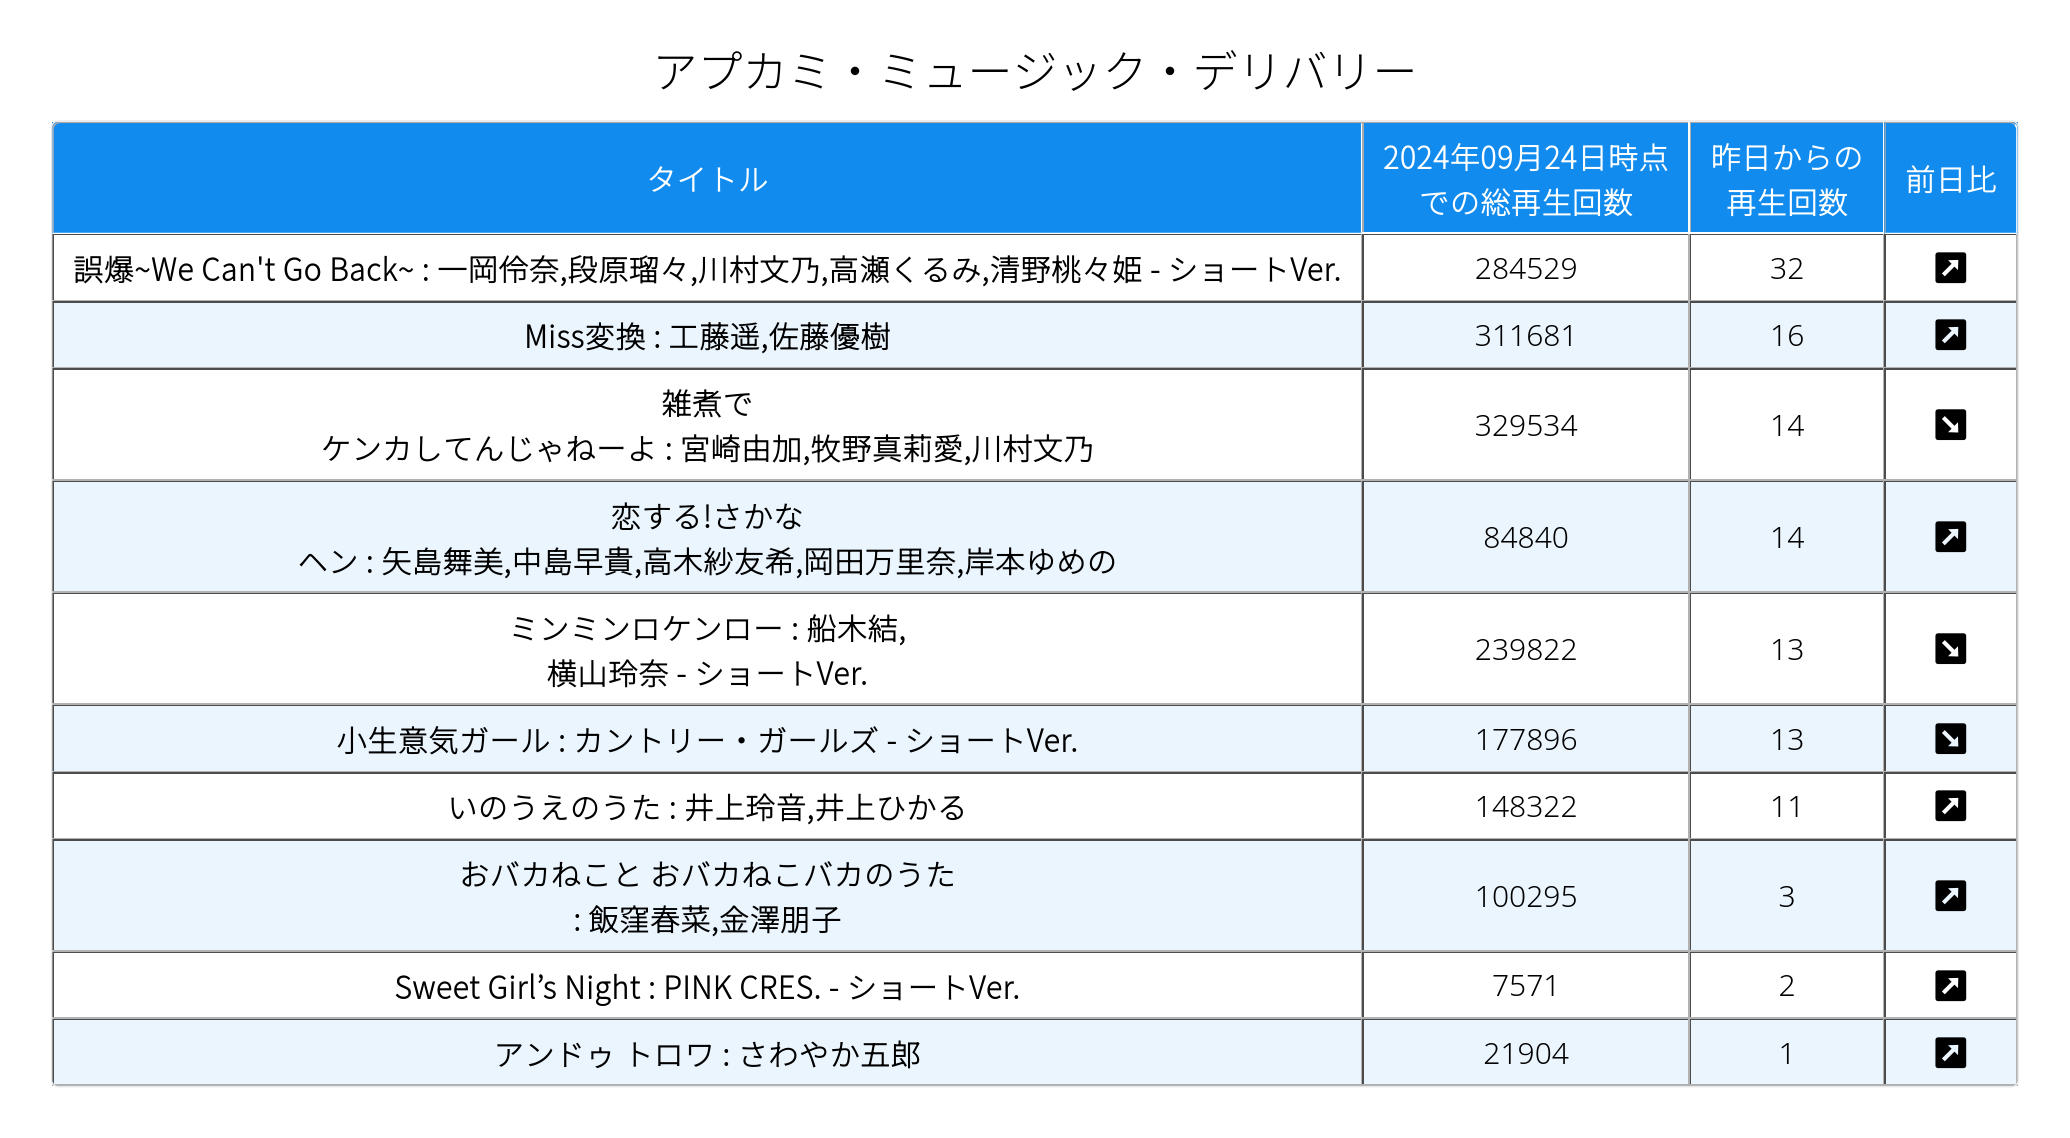 アプカミ・ミュージック・デリバリー
タイトル
2024年09月24日時点
での総再生回数
昨日からの
再生回数
前日比
誤爆~We Can't Go Back~ : 一岡伶奈,段原瑠々,川村文乃,高瀬くるみ,清野桃々姫 - ショートVer.
284529
32
Miss変換 : 工藤遥,佐藤優樹
311681
16
雑煮で
ケンカしてんじゃねーよ : 宮崎由加,牧野真莉愛,川村文乃
329534
14
恋する!さかな
ヘン : 矢島舞美,中島早貴,高木紗友希,岡田万里奈,岸本ゆめの
84840
14
ミンミンロケンロー : 船木結,
横山玲奈 - ショートVer.
239822
13
小生意気ガール : カントリー・ガールズ - ショートVer.
177896
13
いのうえのうた : 井上玲音,井上ひかる
148322
11
おバカねこと おバカねこバカのうた
: 飯窪春菜,金澤朋子
100295
3
Sweet Girl’s Night : PINK CRES. - ショートVer.
7571
2
アンドゥ トロワ : さわやか五郎
21904
1